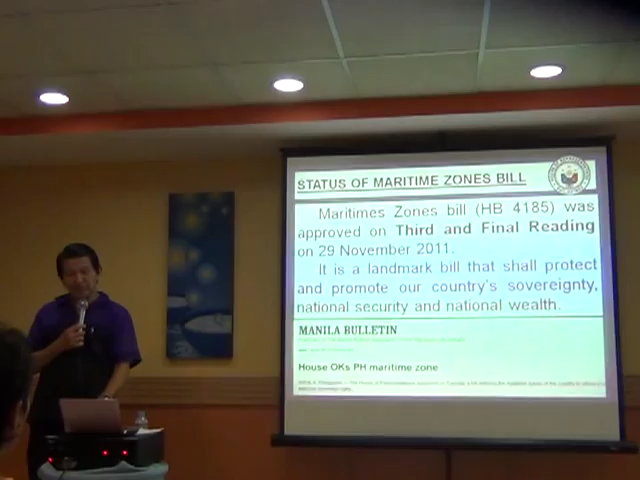 STATUS OF MARITIME ZONES BILL
Maritimes Zones bill (HB 4185) was
approved on Third and Final Reading
on 29 November 2011.
It is a landmark bill that shall protect
and promote our country's sovereignty,
national security and national wealth.
MANILA BULLETIN
House OKs PH maritime zone